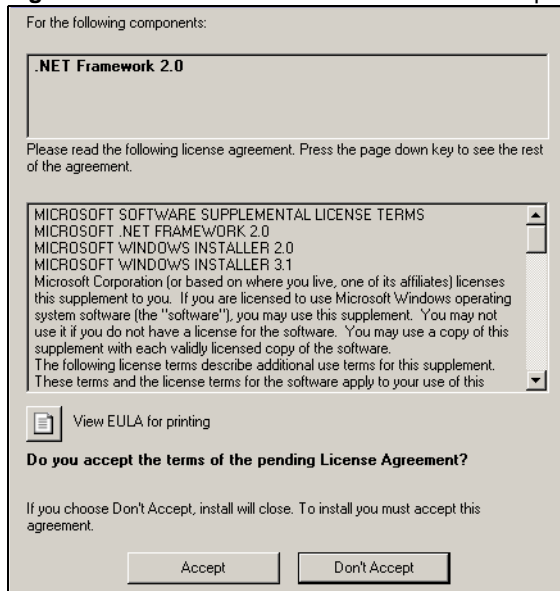 For the following components:
.NET Framework 2.0
Please read the following license agreement. Press the page down key to see the rest
of the agreement.
MICROSOFT SOFTWARE SUPPLEMENTAL LICENSE TERMS
MICROSOFT .NET FRAMEWORK 2.0
MICROSOFT WINDOWS INSTALLER 2.0
MICROSOFT WINDOWS INSTALLER 3.1
Microsoft Corporation (or based on where you live, one of its affiliates) licenses
this supplement to you.  If you are licensed to use Microsoft Windows operating
system software (the "software"), you may use this supplement.  You may not
use it if you do not have a license for the software.  You may use a copy of this
supplement with each validly licensed copy of the software.
The following license terms describe additional use terms for this supplement.
These terms and the license terms for the software apply to your use of this
View EULA for printing
Do you accept the terms of the pending License Agreement?
If you choose Don't Accept, install will close. To install you must accept this
agreement.
Accept
Don't Accept